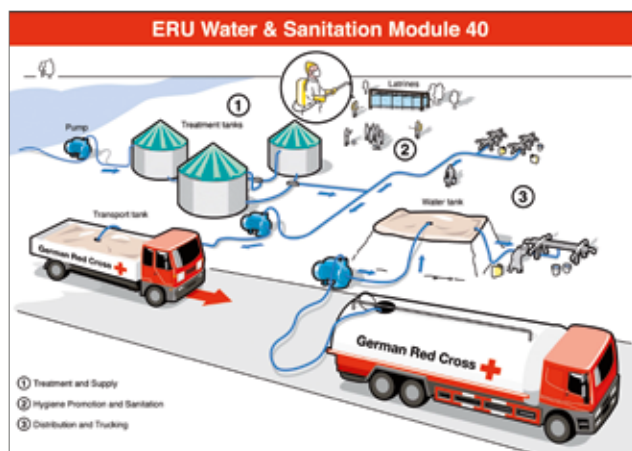 ERU Water & Sanitation Module 40
Latrines
1
Pump
Treatment tanks
2
Water tank
3
Transport tank
German Red Cross
German Red Cross
1 Treatment and Supply
2 Hygiene Promotion and Sanitation
3 Distribution and Trucking